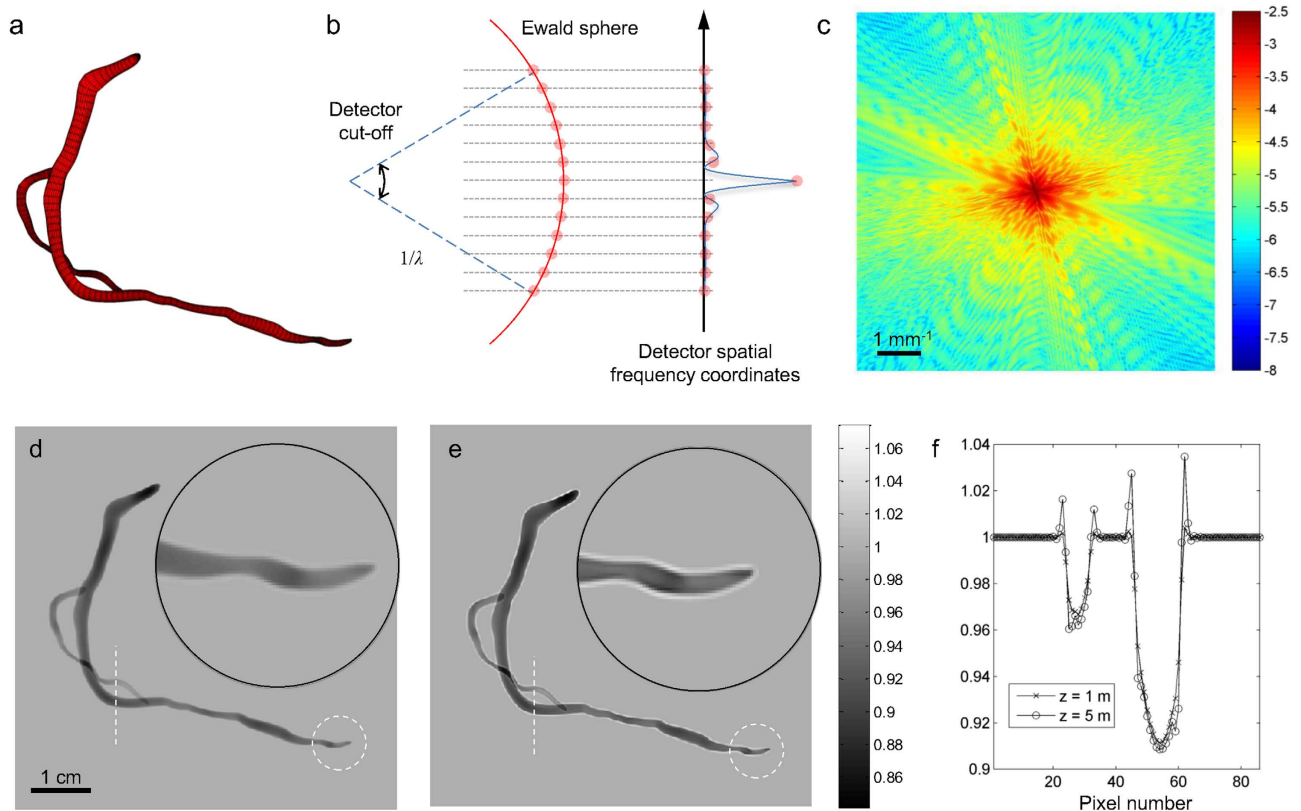 a
b
Ewald sphere
Detector
cut-off
1/λ
Detector spatial
frequency coordinates
c
1 mm⁻¹
-2.5
-3
-3.5
-4
-4.5
-5
-5.5
-6
-6.5
-7
-7.5
-8
d
1 cm
e
1.06
1.04
1.02
1
0.98
0.96
0.94
0.92
0.9
0.88
0.86
f
1.04
1.02
1
0.98
0.96
0.94
0.92
0.9
z = 1 m
z = 5 m
20
40
60
80
Pixel number